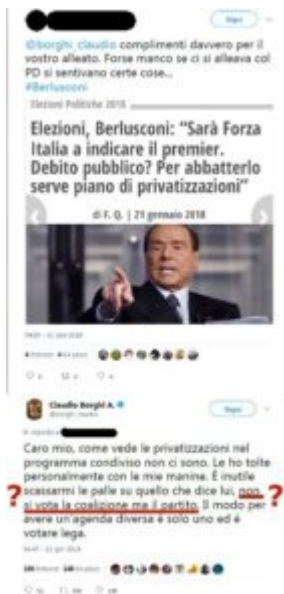 Segui
@borghi_claudio complimenti davvero per il
vostro alleato. Forse manco se ci si alleava col
PD si sentivano certe cose...
#Berlusconi
Elezioni Politiche 2018
Elezioni, Berlusconi: “Sarà Forza
Italia a indicare il premier.
Debito pubblico? Per abbatterlo
serve piano di privatizzazioni”
di F. Q. | 21 gennaio 2018
Claudio Borghi A.
Segui
Caro mio, come vede le privatizzazioni nel
programma condiviso non ci sono. Le ho tolte
personalmente con le mie manine. È inutile
scassarmi le palle su quello che dice lui, non
? si vota la coalizione ma il partito. Il modo per ?
avere un'agenda diversa è solo uno ed è
votare lega.